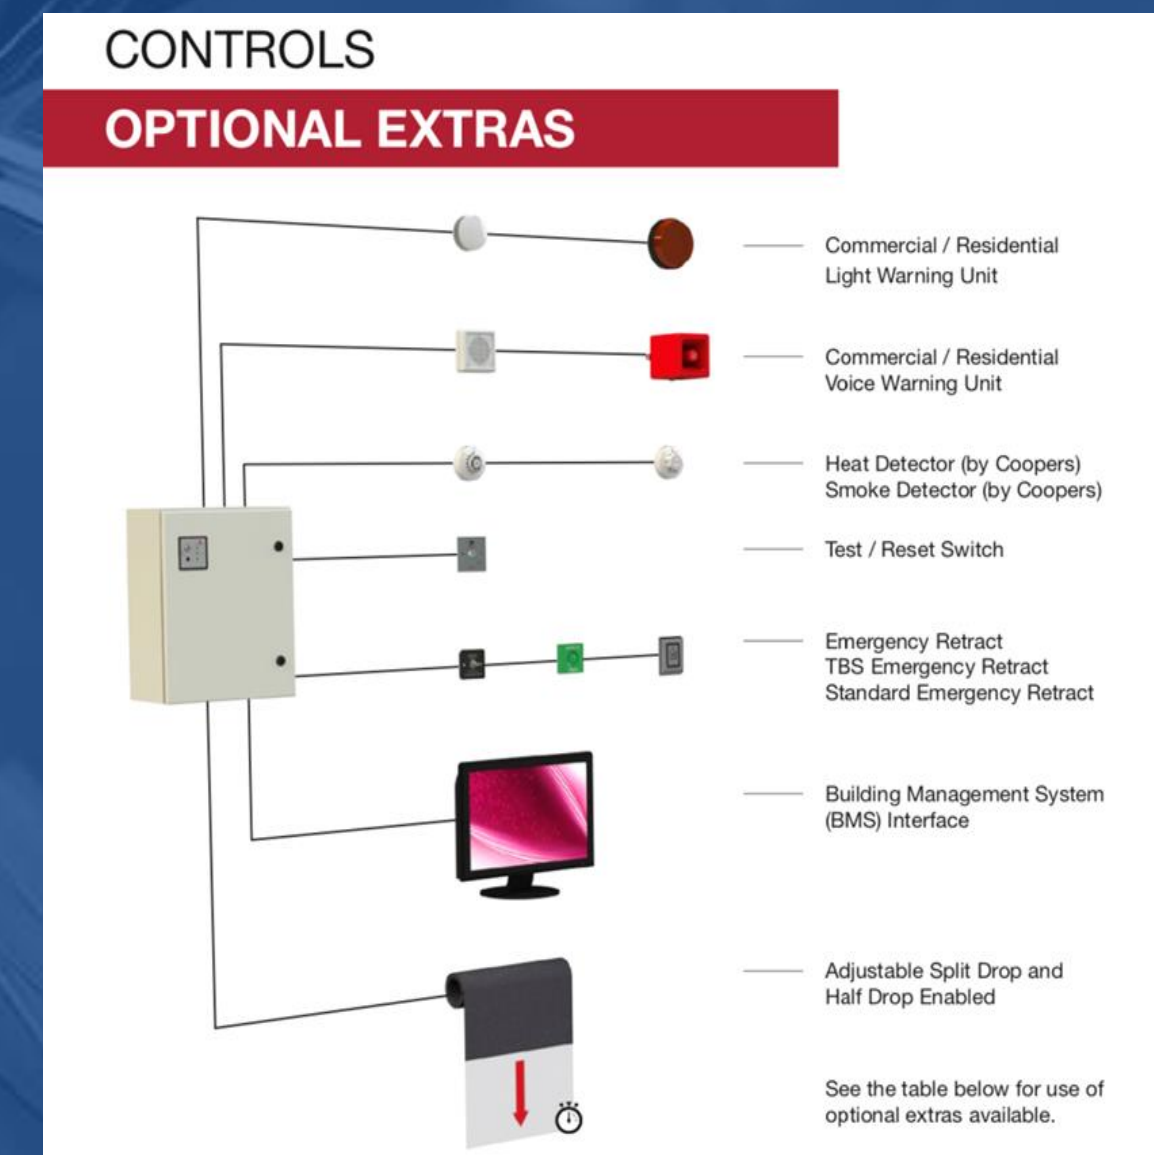 CONTROLS
OPTIONAL EXTRAS
Commercial / Residential
Light Warning Unit
Commercial / Residential
Voice Warning Unit
Heat Detector (by Coopers)
Smoke Detector (by Coopers)
Test / Reset Switch
Emergency Retract
TBS Emergency Retract
Standard Emergency Retract
Building Management System
(BMS) Interface
Adjustable Split Drop and
Half Drop Enabled
See the table below for use of
optional extras available.